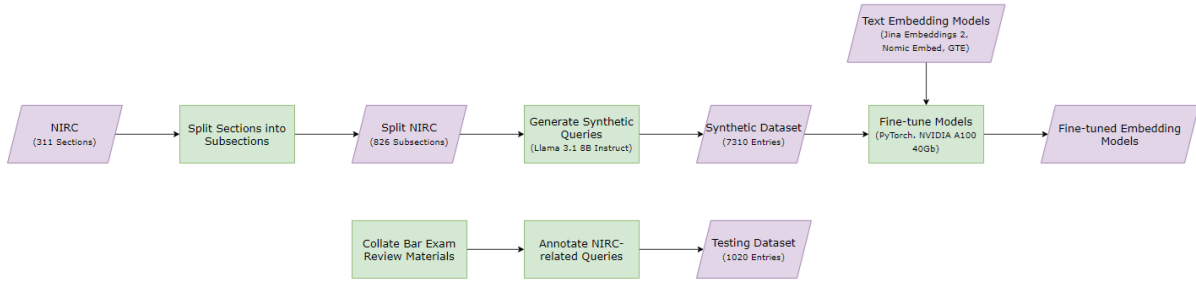 Text Embedding Models
(Jina Embeddings 2,
Nomic Embed, GTE)
NIRC
(311 Sections)
Split Sections into
Subsections
Split NIRC
(826 Subsections)
Generate Synthetic
Queries
(Llama 3.1 8B Instruct)
Synthetic Dataset
(7310 Entries)
Fine-tune Models
(PyTorch, NVIDIA A100
40Gb)
Fine-tuned Embedding
Models
Collate Bar Exam
Review Materials
Annotate NIRC-
related Queries
Testing Dataset
(1020 Entries)